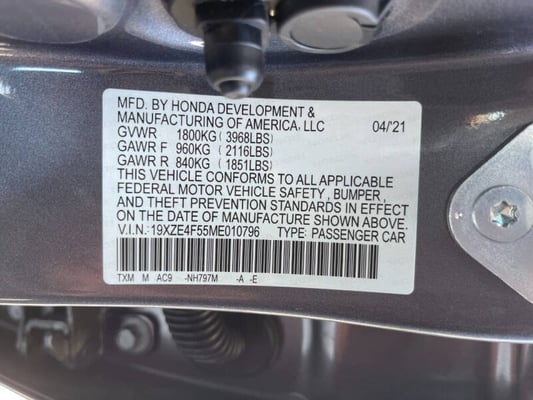 MFD. BY HONDA DEVELOPMENT &
MANUFACTURING OF AMERICA, LLC 04/'21
GVWR 1800KG ( 3968LBS)
GAWR F 960KG ( 2116LBS)
GAWR R 840KG ( 1851LBS)
THIS VEHICLE CONFORMS TO ALL APPLICABLE
FEDERAL MOTOR VEHICLE SAFETY , BUMPER ,
AND THEFT PREVENTION STANDARDS IN EFFECT
ON THE DATE OF MANUFACTURE SHOWN ABOVE.
V.I.N.: 19XZE4F55ME010796 TYPE: PASSENGER CAR
TXM M AC9 -NH797M -A -E